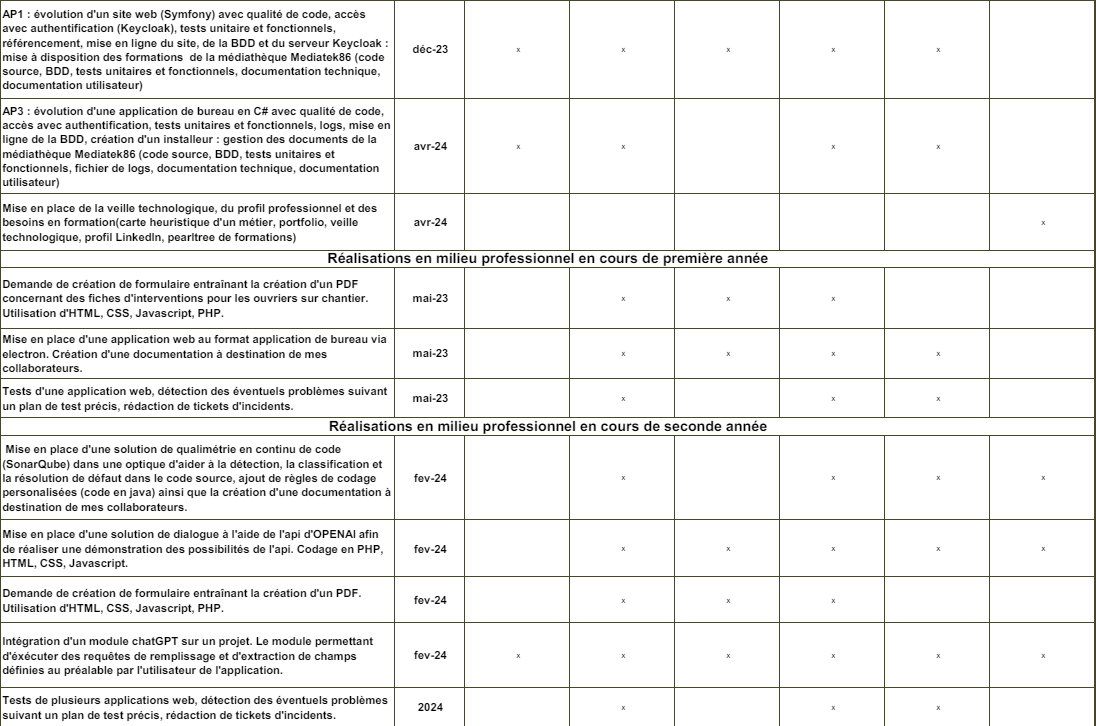 AP1 : évolution d'un site web (Symfony) avec qualité de code, accès
avec authentification (Keycloak), tests unitaire et fonctionnels,
référencement, mise en ligne du site, de la BDD et du serveur Keycloak :
mise à disposition des formations  de la médiathèque Mediatek86 (code
source, BDD, tests unitaires et fonctionnels, documentation technique,
documentation utilisateur)
déc-23 x x x x x
AP3 : évolution d'une application de bureau en C# avec qualité de code,
accès avec authentification, tests unitaires et fonctionnels, logs, mise en
ligne de la BDD, création d'un installeur : gestion des documents de la
médiathèque Mediatek86 (code source, BDD, tests unitaires et
fonctionnels, fichier de logs, documentation technique, documentation
utilisateur)
avr-24 x x x x
Mise en place de la veille technologique, du profil professionnel et des
besoins en formation(carte heuristique d'un métier, portfolio, veille
technologique, profil LinkedIn, pearltree de formations)
avr-24 x
Réalisations en milieu professionnel en cours de première année
Demande de création de formulaire entraînant la création d'un PDF
concernant des fiches d'interventions pour les ouvriers sur chantier.
Utilisation d'HTML, CSS, Javascript, PHP.
mai-23 x x x
Mise en place d'une application web au format application de bureau via
electron. Création d'une documentation à destination de mes
collaborateurs.
mai-23 x x x x
Tests d'une application web, détection des éventuels problèmes suivant
un plan de test précis, rédaction de tickets d'incidents.
mai-23 x x x
Réalisations en milieu professionnel en cours de seconde année
Mise en place d'une solution de qualimétrie en continu de code
(SonarQube) dans une optique d'aider à la détection, la classification et
la résolution de défaut dans le code source, ajout de règles de codage
personalisées (code en java) ainsi que la création d'une documentation à
destination de mes collaborateurs.
fev-24 x x x x
Mise en place d'une solution de dialogue à l'aide de l'api d'OPENAI afin
de réaliser une démonstration des possibilités de l'api. Codage en PHP,
HTML, CSS, Javascript.
fev-24 x x x x x
Demande de création de formulaire entraînant la création d'un PDF.
Utilisation d'HTML, CSS, Javascript, PHP.
fev-24 x x x
Intégration d'un module chatGPT sur un projet. Le module permettant
d'éxécuter des requêtes de remplissage et d'extraction de champs
définies au préalable par l'utilisateur de l'application.
fev-24 x x x x x x
Tests de plusieurs applications web, détection des éventuels problèmes
suivant un plan de test précis, rédaction de tickets d'incidents.
2024 x x x